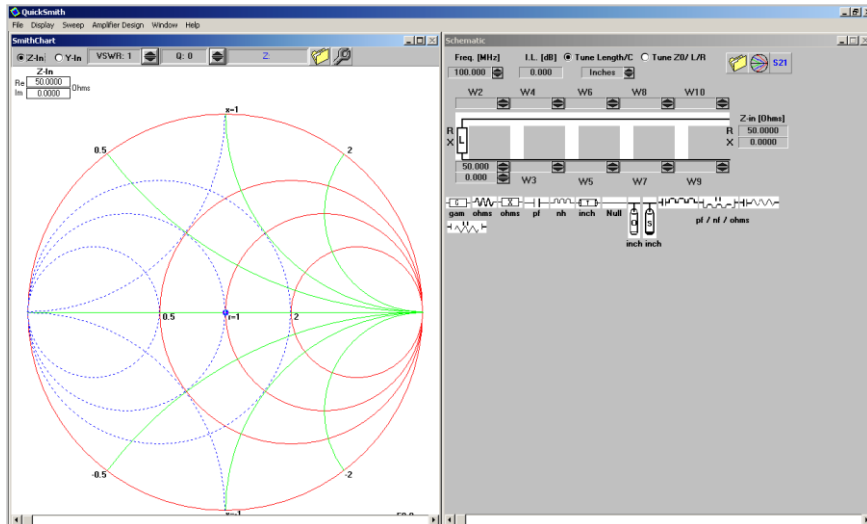 QuickSmith
File Display Sweep Amplifier Design Window Help
SmithChart
Z-In Y-In VSWR: 1 Q: 0 Z:
Z-In
Re 50.0000
Im 0.0000 Ohms
x=1
0.5 2
0.5 r=1 2
-0.5 -2
x=-1
Schematic
Freq. [MHz] I.L. [dB] Tune Length/C Tune Z0/ L/R
100.000 0.000 Inches S21
W2 W4 W6 W8 W10
Z-in [Ohms]
R L R 50.0000
X X 0.0000
50.000
0.000 W3 W5 W7 W9
G X T O S
gam ohms ohms pf nh inch Null pf / nf / ohms
inch inch